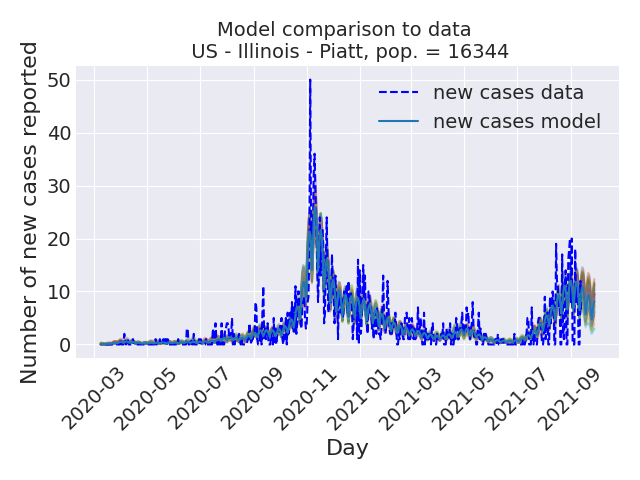 Model comparison to data
US - Illinois - Piatt, pop. = 16344
Number of new cases reported
50
40
30
20
10
0
new cases data
new cases model
2020-03
2020-05
2020-07
2020-09
2020-11
2021-01
2021-03
2021-05
2021-07
2021-09
Day